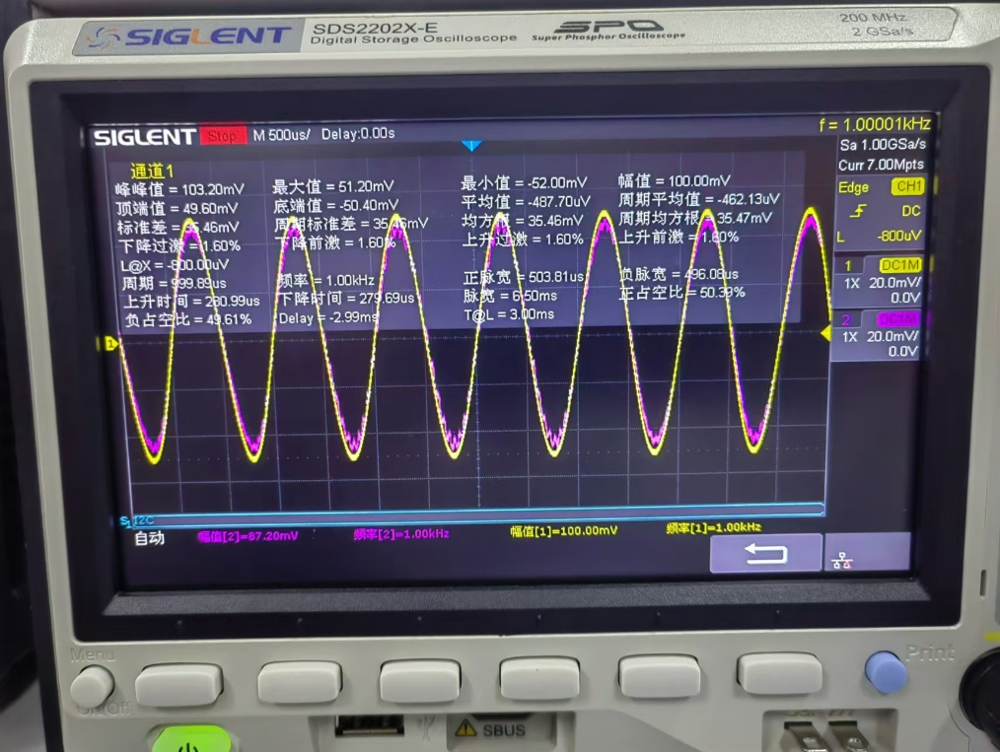 SIGLENT SDS2202X-E SPO 200 MHz
Digital Storage Oscilloscope Super Phosphor Oscilloscope 2 GSa/s
SIGLENT Stop M 500us/ Delay:0.00s f = 1.00001kHz
Sa 1.00GSa/s
Curr 7.00Mpts
通道1
峰峰值 = 103.20mV 最大值 = 51.20mV 最小值 = -52.00mV 幅值 = 100.00mV
顶端值 = 49.60mV 底端值 = -50.40mV 平均值 = -487.70uV 周期平均值 = -462.13uV
标准差 = 35.46mV 周期标准差 = 35.46mV 均方根 = 35.46mV 周期均方根 = 35.47mV
下降过激 = 1.60% 下降前激 = 1.60% 上升过激 = 1.60% 上升前激 = 1.60%
L@X = -800.00uV
周期 = 999.89us 频率 = 1.00kHz 正脉宽 = 503.81us 负脉宽 = 496.08us
上升时间 = 280.99us 下降时间 = 279.69us 脉宽 = 6.50ms 正占空比 = 50.39%
负占空比 = 49.61% Delay = -2.99ms T@L = 3.00ms
Edge CH1
DC
L -800uV
1 DC1M
1X 20.0mV/
0.0V
2 DC1M
1X 20.0mV/
0.0V
1
S1 I2C
自动 幅值[2]=87.20mV 频率[2]=1.00kHz 幅值[1]=100.00mV 频率[1]=1.00kHz
Menu
On/Off
Print
SBUS